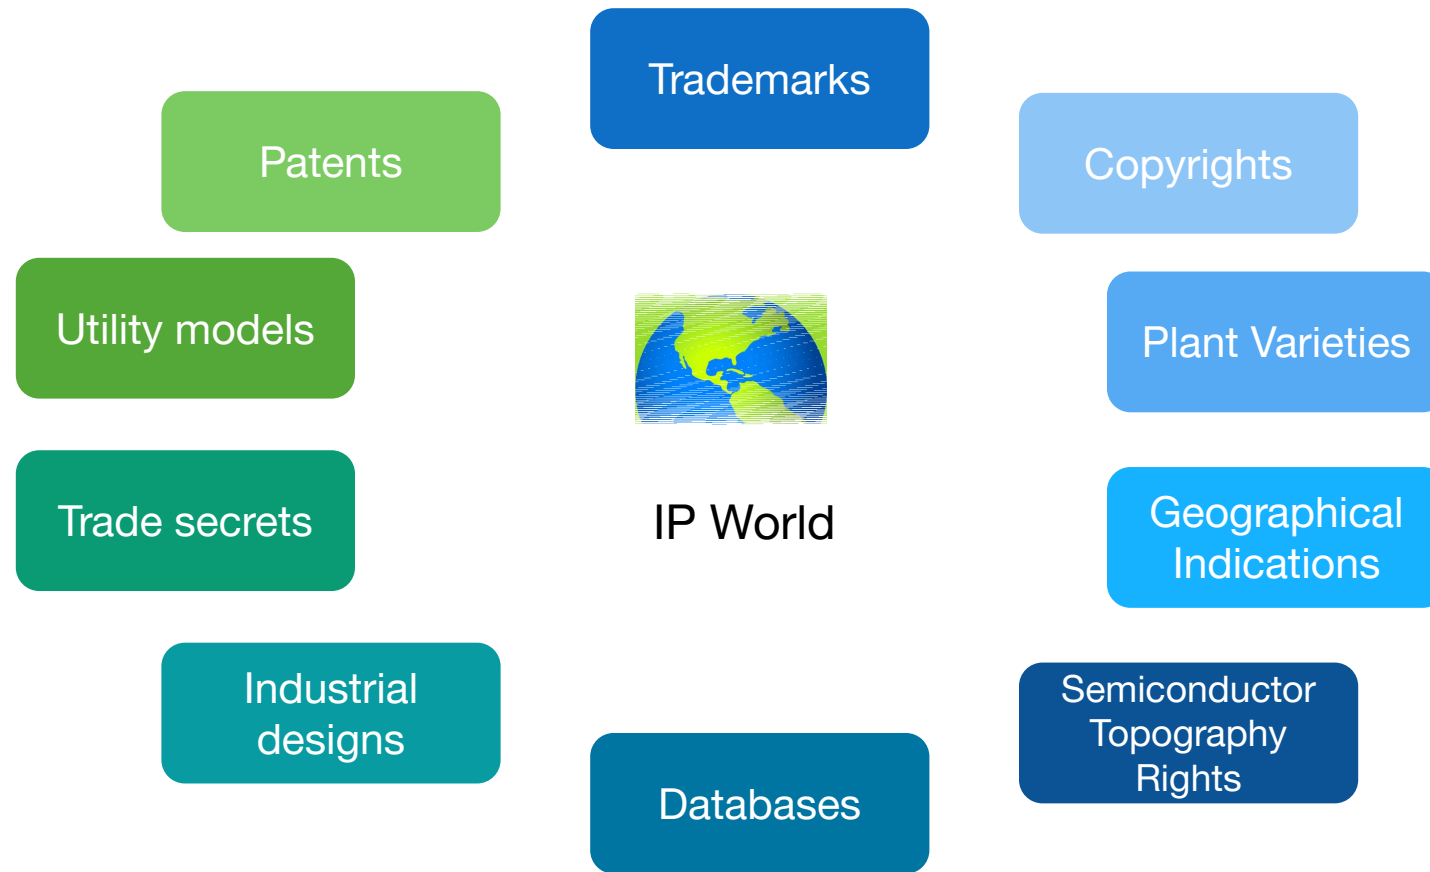 Trademarks
Patents
Copyrights
Utility models
Plant Varieties
Trade secrets
IP World
Geographical
Indications
Industrial
designs
Semiconductor
Topography
Rights
Databases